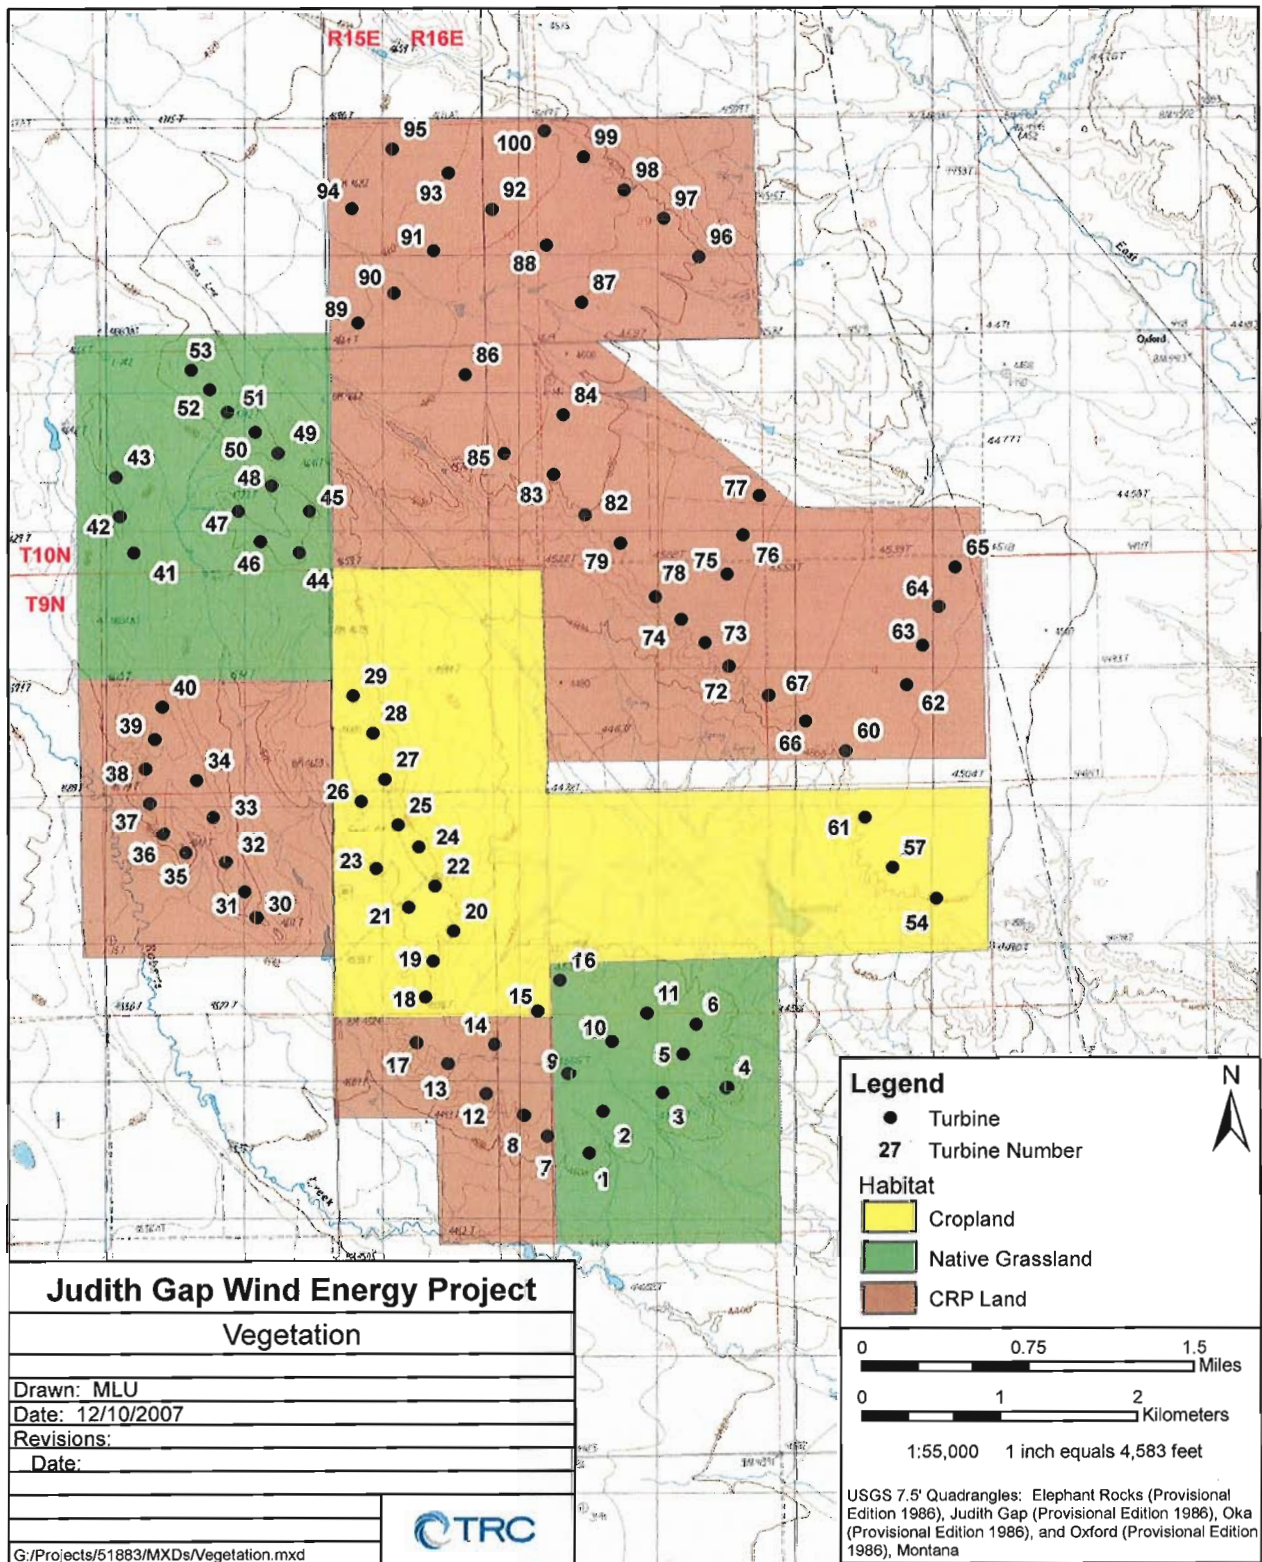 R15E R16E
95
100
99
94
93
92
98
97
91
88
96
90
87
89
53
86
52
51
84
50
49
43
48
85
45
83
77
42
47
82
T10N
41
46
44
79
78
75
76
65
T9N
64
74
73
63
40
29
72
67
62
39
28
66
60
38
34
27
26
37
33
25
61
36
32
24
57
35
23
22
31
30
21
20
54
19
16
18
15
11
6
14
10
17
9
5
4
13
12
3
8
2
7
1
East
Oxford
Roberts
Creek
Legend
N
Turbine
27 Turbine Number
Habitat
Cropland
Native Grassland
CRP Land
0 0.75 1.5
Miles
0 1 2
Kilometers
1:55,000 1 inch equals 4,583 feet
USGS 7.5' Quadrangles: Elephant Rocks (Provisional
Edition 1986), Judith Gap (Provisional Edition 1986), Oka
(Provisional Edition 1986), and Oxford (Provisional Edition
1986), Montana
Judith Gap Wind Energy Project
Vegetation
Drawn: MLU
Date: 12/10/2007
Revisions:
Date:
TRC
G:/Projects/51883/MXDs/Vegetation.mxd